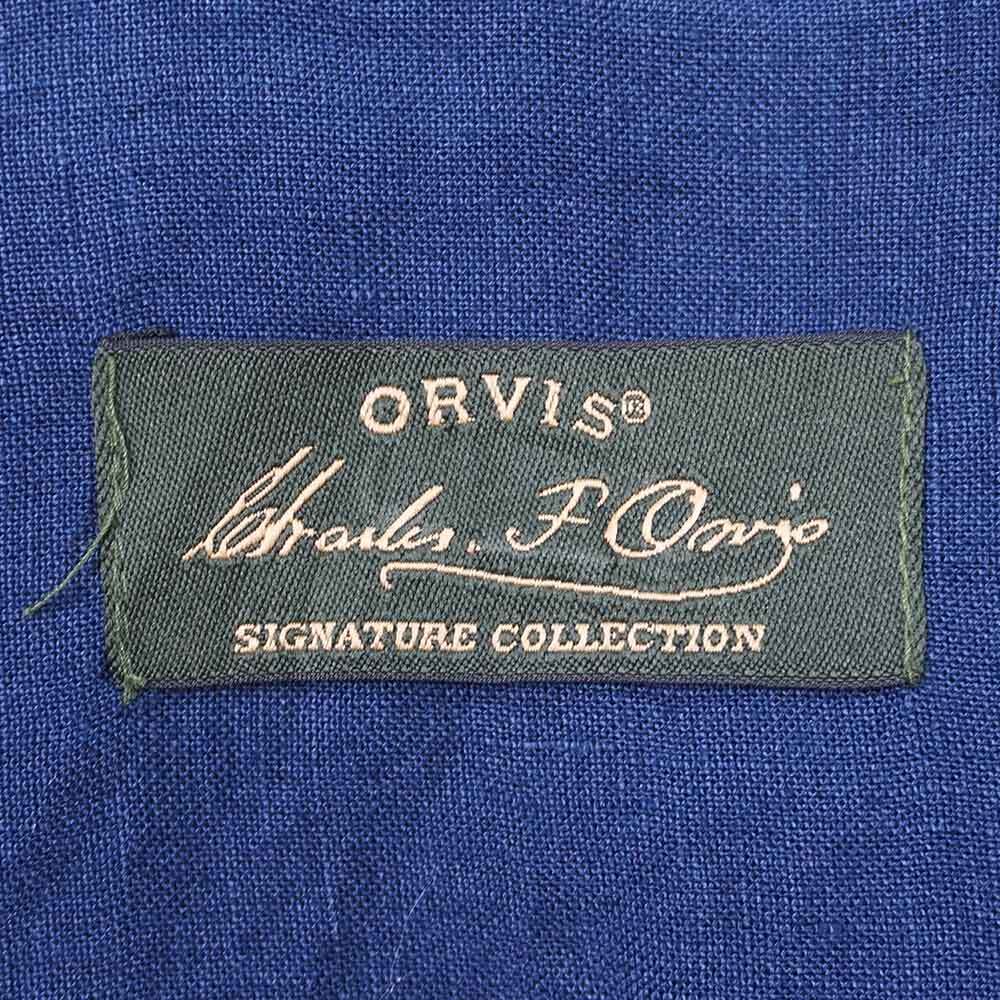 ORVIS®
Charles. F Orvis
SIGNATURE COLLECTION